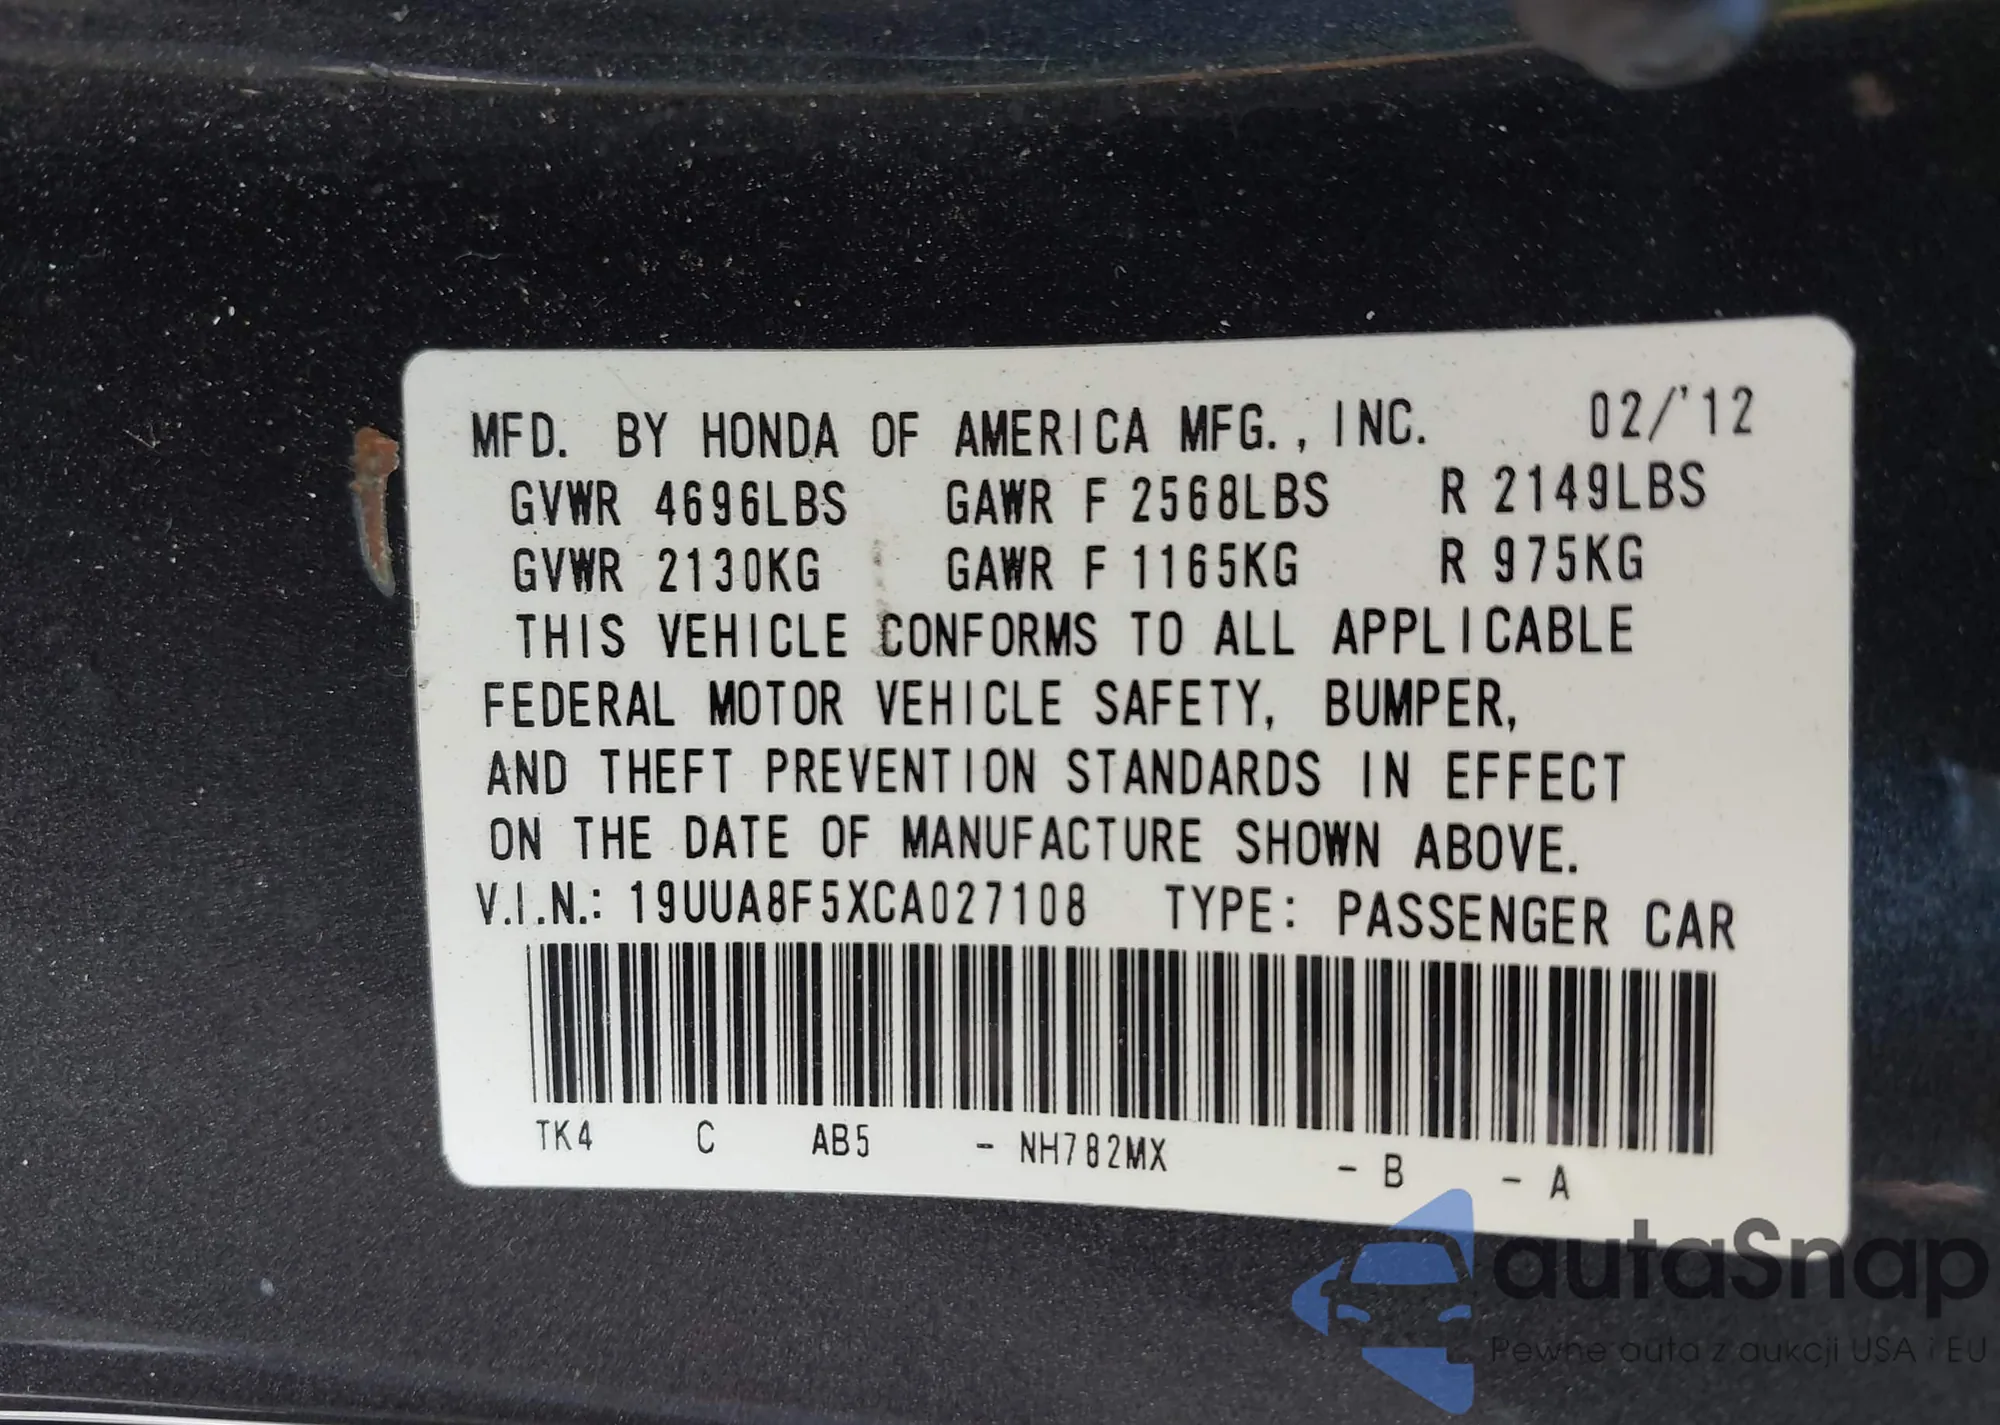 MFD. BY HONDA OF AMERICA MFG., INC. 02/'12
GVWR 4696LBS GAWR F 2568LBS R 2149LBS
GVWR 2130KG GAWR F 1165KG R 975KG
THIS VEHICLE CONFORMS TO ALL APPLICABLE
FEDERAL MOTOR VEHICLE SAFETY, BUMPER,
AND THEFT PREVENTION STANDARDS IN EFFECT
ON THE DATE OF MANUFACTURE SHOWN ABOVE.
V.I.N.: 19UUA8F5XCA027108 TYPE: PASSENGER CAR
TK4 C AB5 - NH782MX - B - A
autaSnap
Pewne auta z aukcji USA i EU